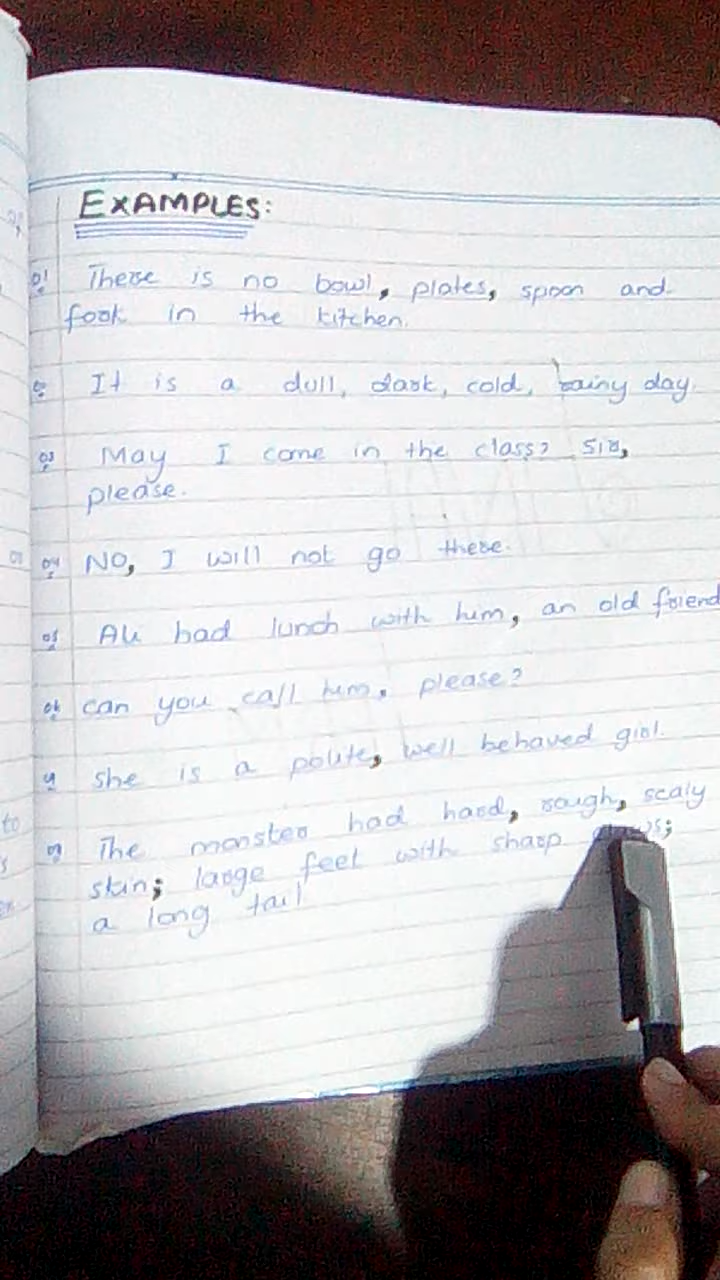 EXAMPLES:
01 There is no bowl, plates, spoon and
fork in the kitchen.
02 It is a dull, dark, cold, rainy day.
03 May I come in the class? Sir,
please.
04 NO, I will not go there.
05 Ali had lunch with him, an old friend
06 can you call him, please?
07 she is a polite, well behaved girl.
08 The monster had hard, rough, scaly
skin; large feet with sharp
a long tail